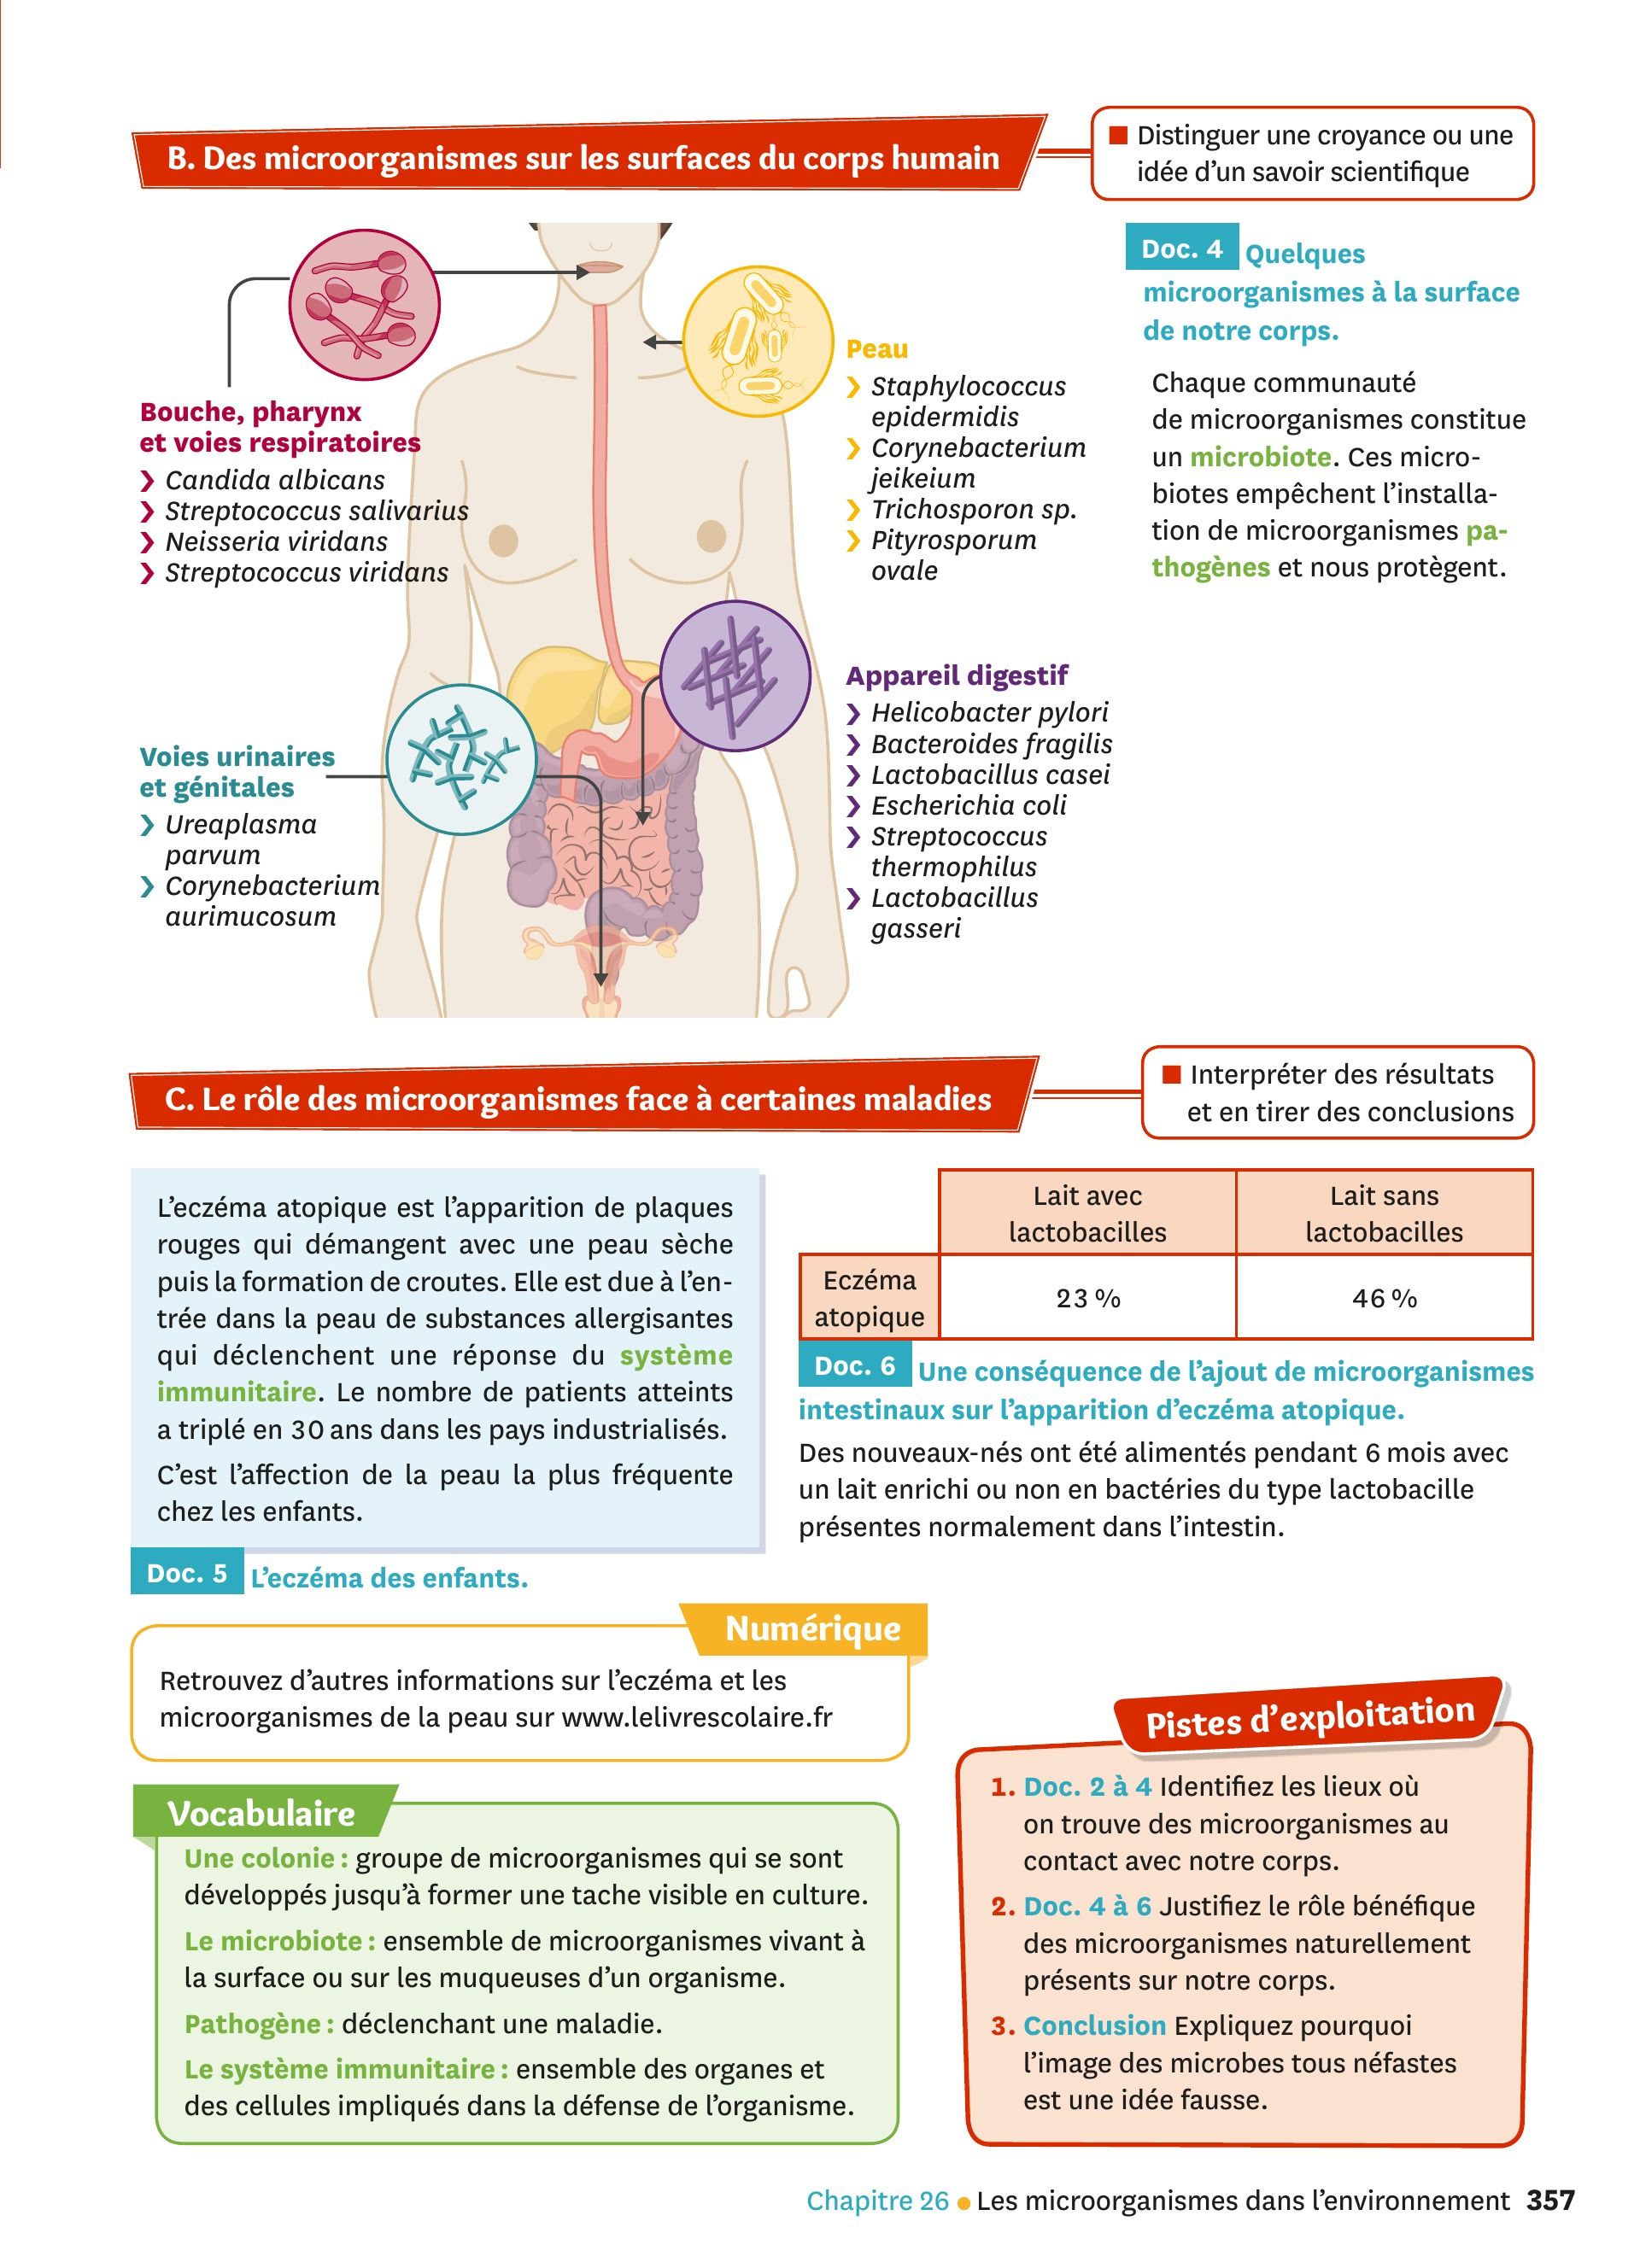 B. Des microorganismes sur les surfaces du corps humain
■ Distinguer une croyance ou une
idée d’un savoir scientifique
Bouche, pharynx
et voies respiratoires
❯ Candida albicans
❯ Streptococcus salivarius
❯ Neisseria viridans
❯ Streptococcus viridans
Voies urinaires
et génitales
❯ Ureaplasma
parvum
❯ Corynebacterium
aurimucosum
Peau
❯ Staphylococcus
epidermidis
❯ Corynebacterium
jeikeium
❯ Trichosporon sp.
❯ Pityrosporum
ovale
Appareil digestif
❯ Helicobacter pylori
❯ Bacteroides fragilis
❯ Lactobacillus casei
❯ Escherichia coli
❯ Streptococcus
thermophilus
❯ Lactobacillus
gasseri
Doc. 4 Quelques
microorganismes à la surface
de notre corps.
Chaque communauté
de microorganismes constitue
un microbiote. Ces micro-
biotes empêchent l’installa-
tion de microorganismes pa-
thogènes et nous protègent.
C. Le rôle des microorganismes face à certaines maladies
■ Interpréter des résultats
et en tirer des conclusions
L’eczéma atopique est l’apparition de plaques
rouges qui démangent avec une peau sèche
puis la formation de croutes. Elle est due à l’en-
trée dans la peau de substances allergisantes
qui déclenchent une réponse du système
immunitaire. Le nombre de patients atteints
a triplé en 30 ans dans les pays industrialisés.
C’est l’affection de la peau la plus fréquente
chez les enfants.
Doc. 5 L’eczéma des enfants.
Lait avec
lactobacilles
Lait sans
lactobacilles
Eczéma
atopique
23 %
46 %
Doc. 6 Une conséquence de l’ajout de microorganismes
intestinaux sur l’apparition d’eczéma atopique.
Des nouveaux-nés ont été alimentés pendant 6 mois avec
un lait enrichi ou non en bactéries du type lactobacille
présentes normalement dans l’intestin.
Numérique
Retrouvez d’autres informations sur l’eczéma et les
microorganismes de la peau sur www.lelivrescolaire.fr
Vocabulaire
Une colonie : groupe de microorganismes qui se sont
développés jusqu’à former une tache visible en culture.
Le microbiote : ensemble de microorganismes vivant à
la surface ou sur les muqueuses d’un organisme.
Pathogène : déclenchant une maladie.
Le système immunitaire : ensemble des organes et
des cellules impliqués dans la défense de l’organisme.
Pistes d’exploitation
1. Doc. 2 à 4 Identifiez les lieux où
on trouve des microorganismes au
contact avec notre corps.
2. Doc. 4 à 6 Justifiez le rôle bénéfique
des microorganismes naturellement
présents sur notre corps.
3. Conclusion Expliquez pourquoi
l’image des microbes tous néfastes
est une idée fausse.
Chapitre 26 ● Les microorganismes dans l’environnement 357